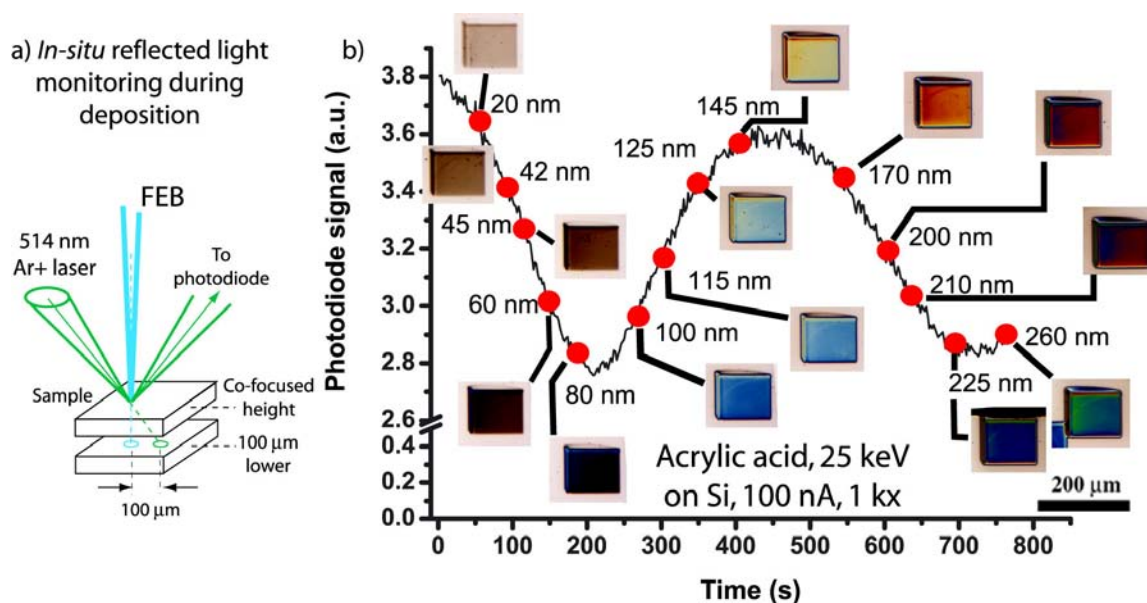 a) In-situ reflected light
monitoring during
deposition
FEB
514 nm
Ar+ laser
To
photodiode
Sample
Co-focused
height
100 µm
lower
100 µm
b)
Photodiode signal (a.u.)
3.8
3.6
3.4
3.2
3.0
2.8
2.6
0.4
0.2
0.0
20 nm
42 nm
45 nm
60 nm
80 nm
100 nm
115 nm
125 nm
145 nm
170 nm
200 nm
210 nm
225 nm
260 nm
Acrylic acid, 25 keV
on Si, 100 nA, 1 kx
200 µm
0 100 200 300 400 500 600 700 800
Time (s)